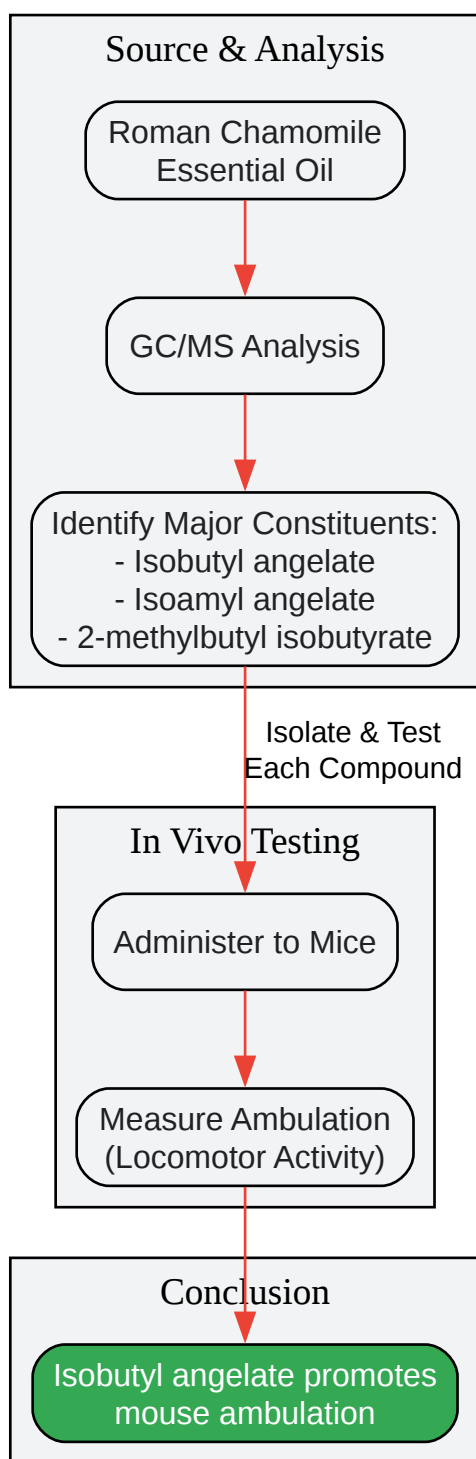 Source & Analysis
Roman Chamomile
Essential Oil
GC/MS Analysis
Identify Major Constituents:
- Isobutyl angelate
- Isoamyl angelate
- 2-methylbutyl isobutyrate
Isolate & Test
Each Compound
In Vivo Testing
Administer to Mice
Measure Ambulation
(Locomotor Activity)
Conclusion
Isobutyl angelate promotes
mouse ambulation